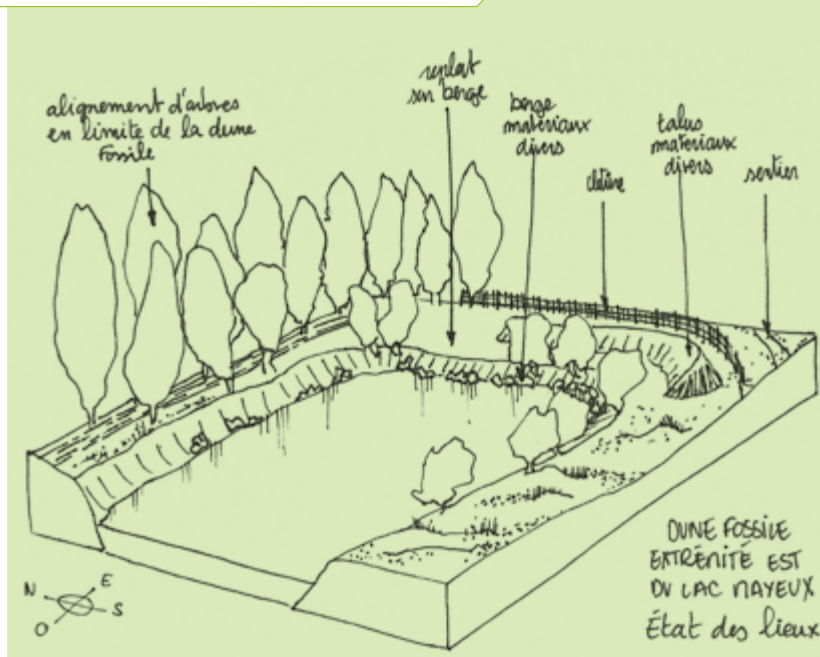 alignement d'arbres
en limite de la dune
Fossile
replat
sur berge
berge
matériaux
divers
clôture
talus
materiaux
divers
sentier
N
E
S
O
DUNE FOSSILE
EXTRÉMITÉ EST
DU LAC MAYEUX
État des lieux